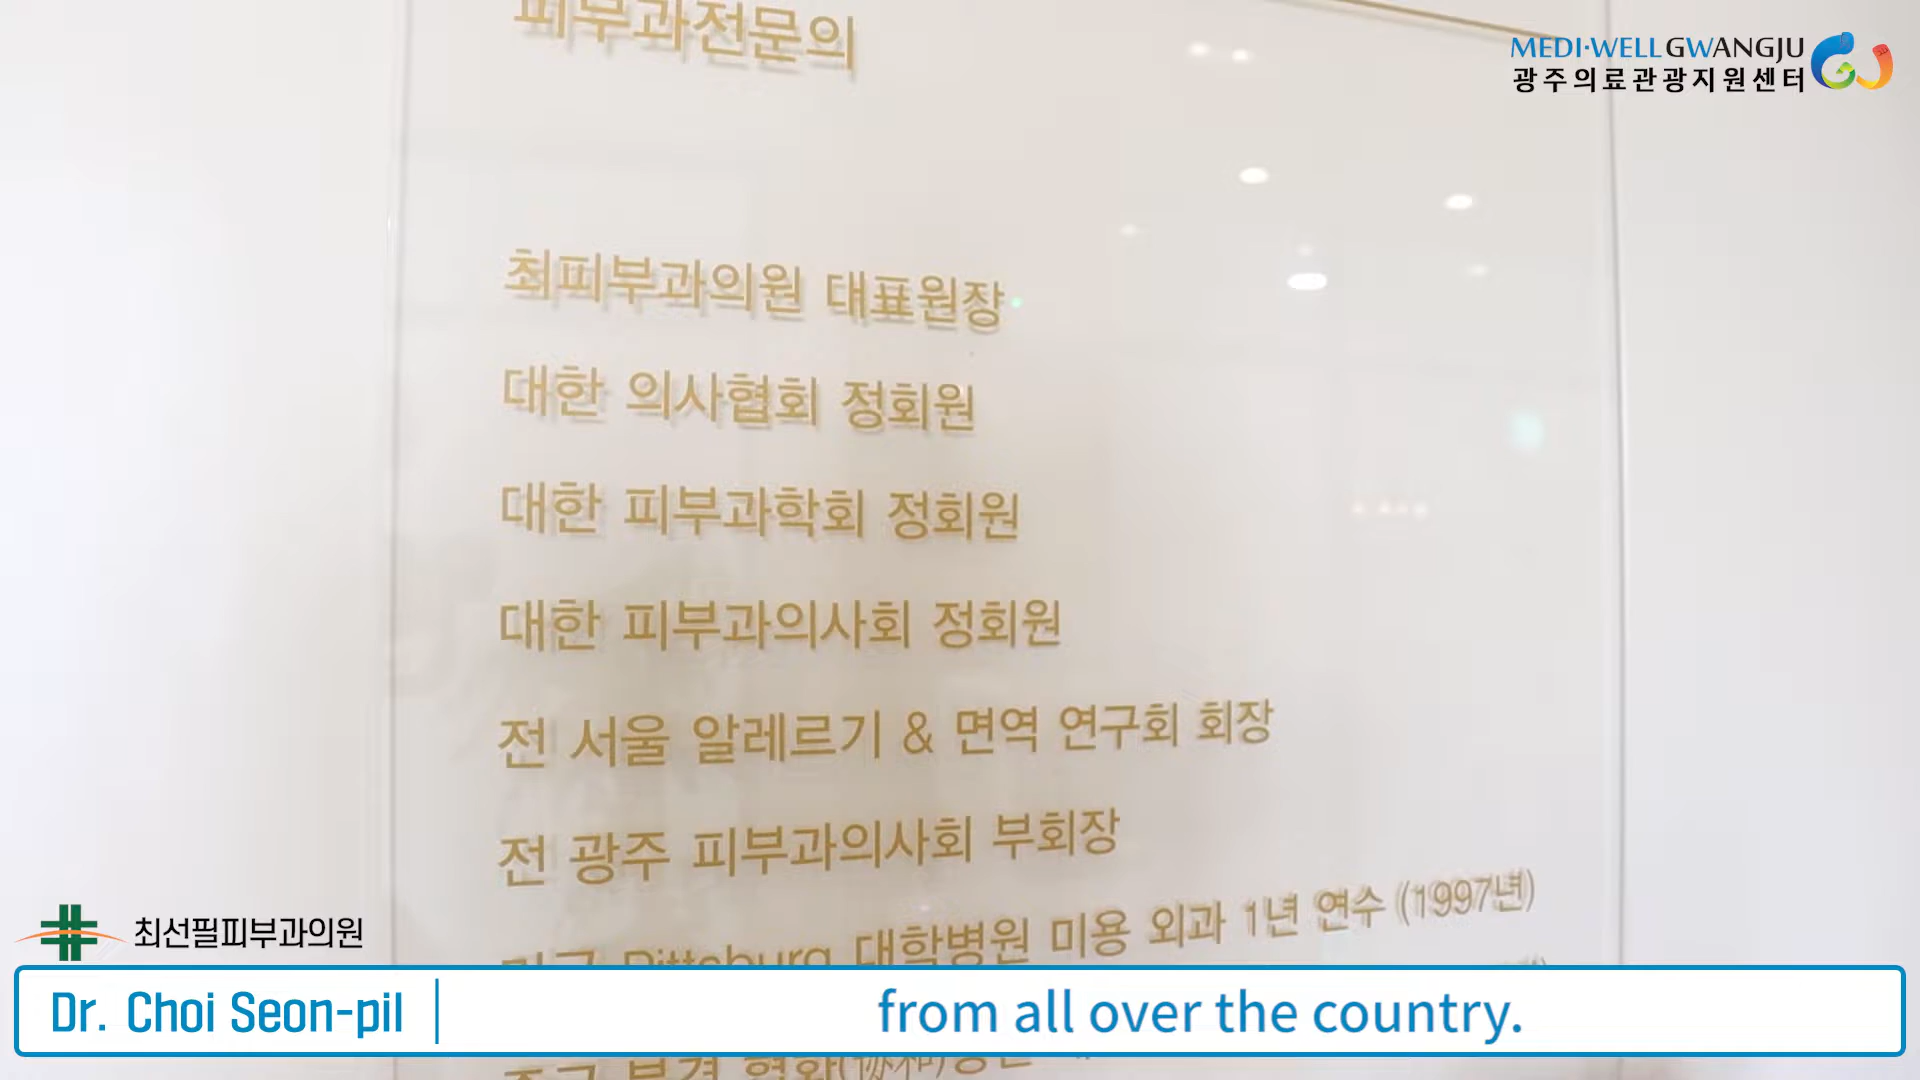 피부과전문의
MEDI·WELL GWANGJU
광주의료관광지원센터
최피부과의원 대표원장
대한 의사협회 정회원
대한 피부과학회 정회원
대한 피부과의사회 정회원
전 서울 알레르기 & 면역 연구회 회장
전 광주 피부과의사회 부회장
미국 Pittsburg 대학병원 미용 외과 1년 연수 (1997년)
최선필피부과의원
Dr. Choi Seon-pil
from all over the country.